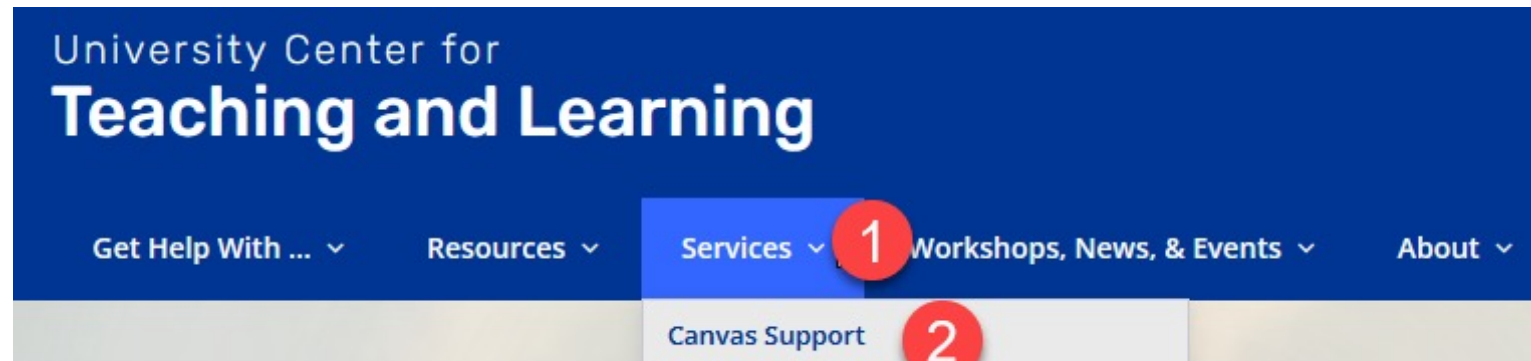 University Center for
Teaching and Learning
Get Help With ... Resources Services 1 Workshops, News, & Events About
Canvas Support 2